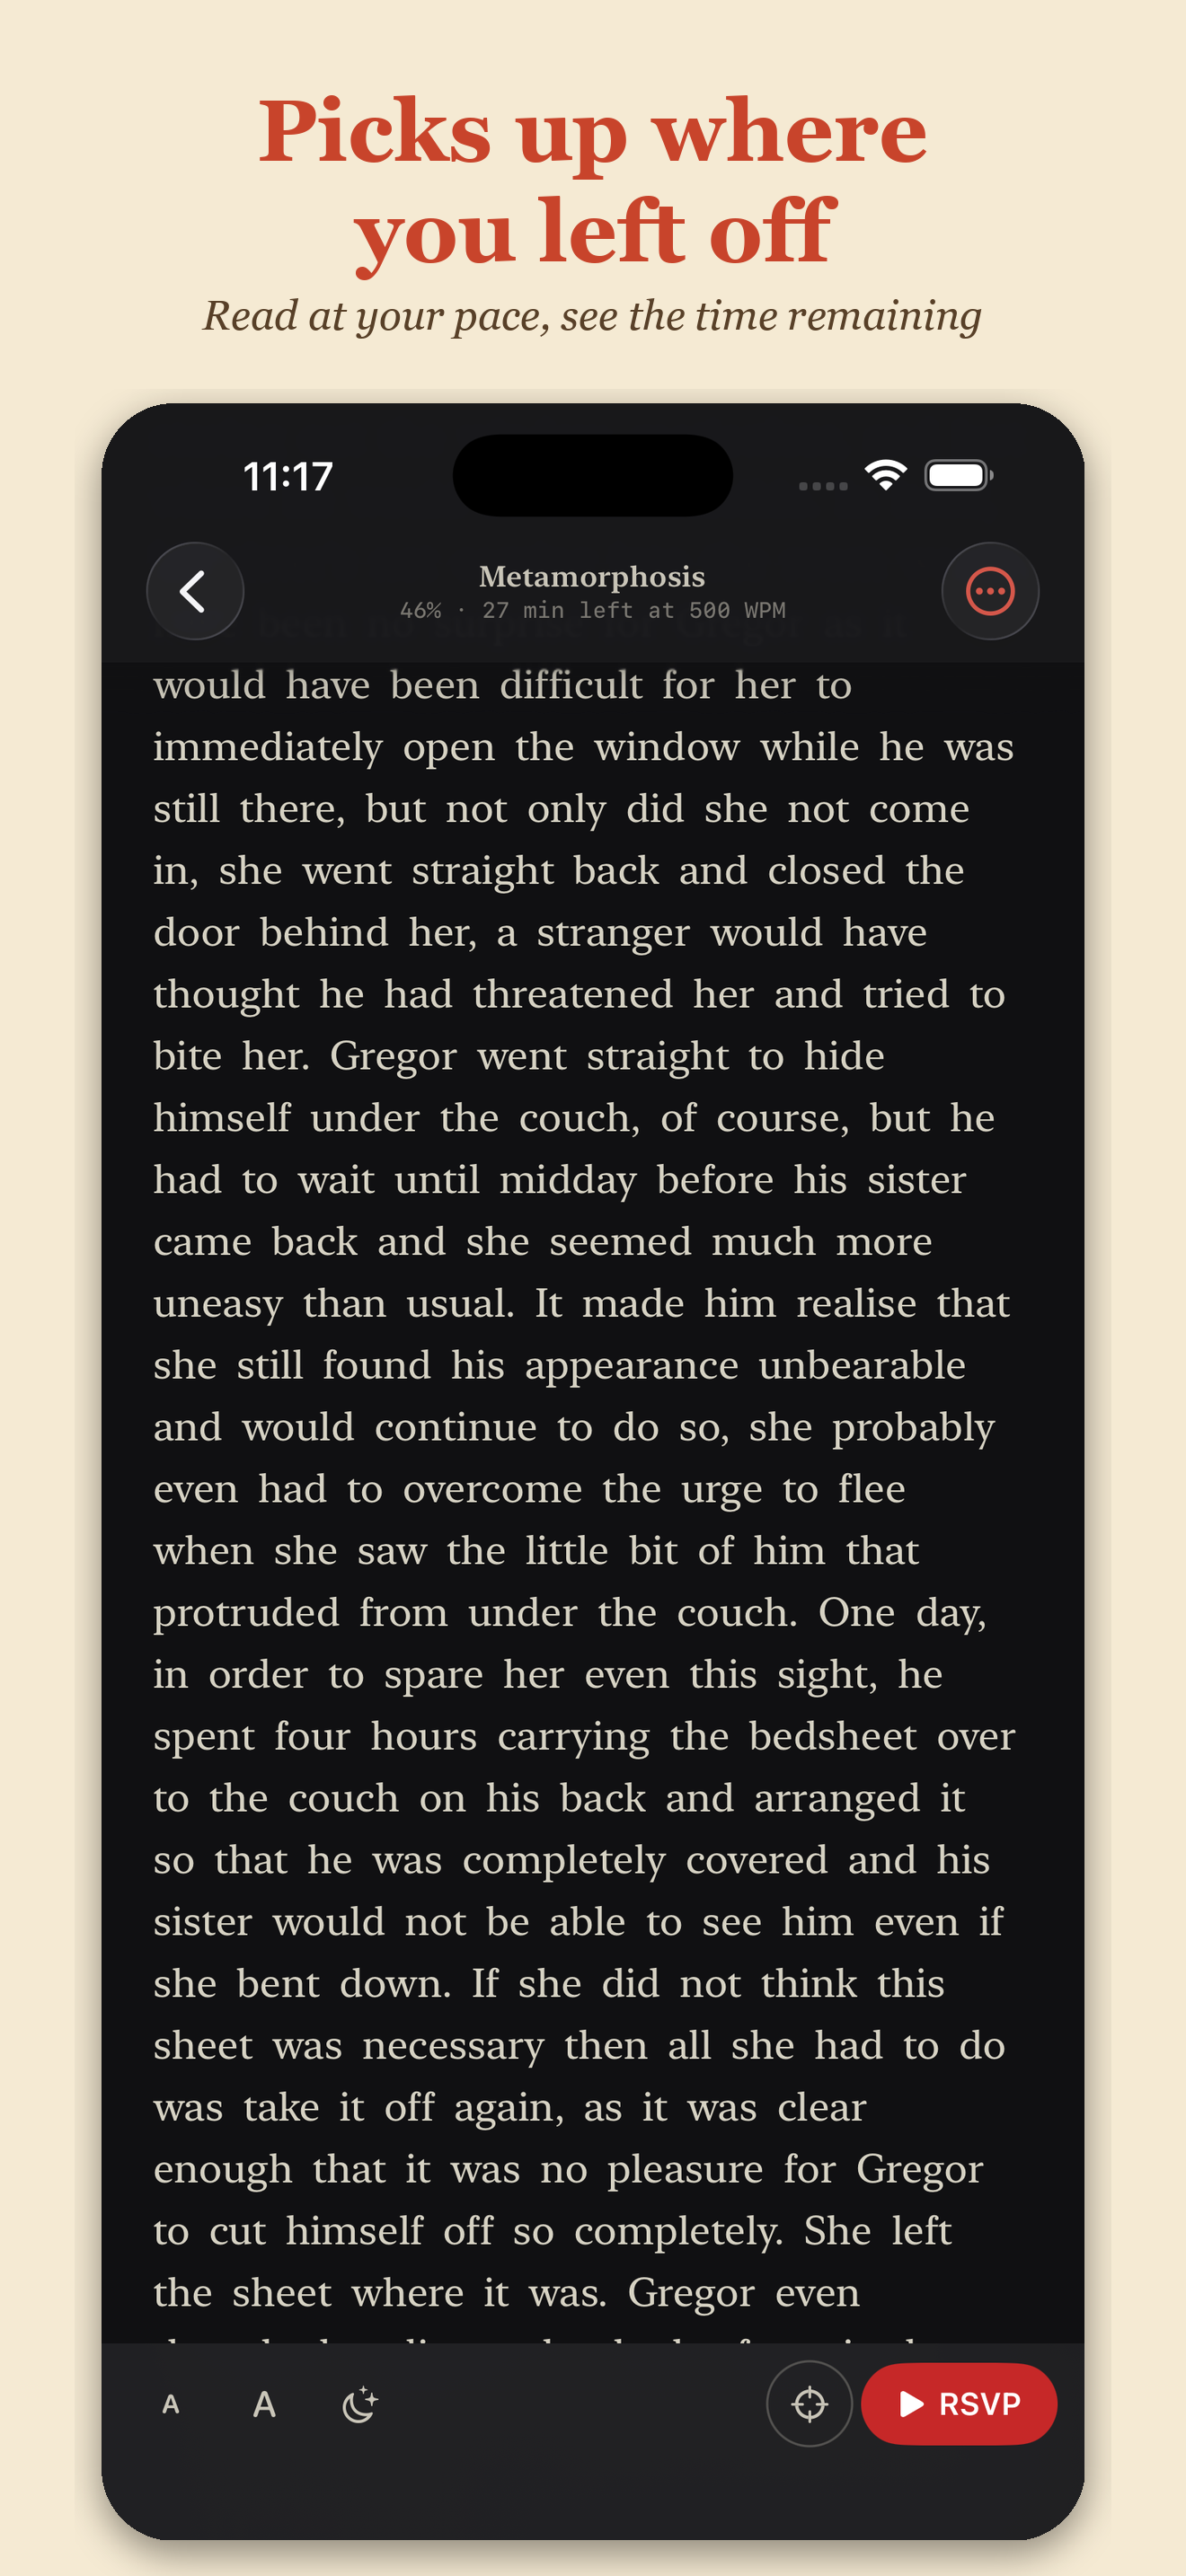 Picks up where
you left off
Read at your pace, see the time remaining
11:17
Metamorphosis
46% · 27 min left at 500 WPM
been no surprise for Gregor as it
would have been difficult for her to
immediately open the window while he was
still there, but not only did she not come
in, she went straight back and closed the
door behind her, a stranger would have
thought he had threatened her and tried to
bite her. Gregor went straight to hide
himself under the couch, of course, but he
had to wait until midday before his sister
came back and she seemed much more
uneasy than usual. It made him realise that
she still found his appearance unbearable
and would continue to do so, she probably
even had to overcome the urge to flee
when she saw the little bit of him that
protruded from under the couch. One day,
in order to spare her even this sight, he
spent four hours carrying the bedsheet over
to the couch on his back and arranged it
so that he was completely covered and his
sister would not be able to see him even if
she bent down. If she did not think this
sheet was necessary then all she had to do
was take it off again, as it was clear
enough that it was no pleasure for Gregor
to cut himself off so completely. She left
the sheet where it was. Gregor even
A A RSVP